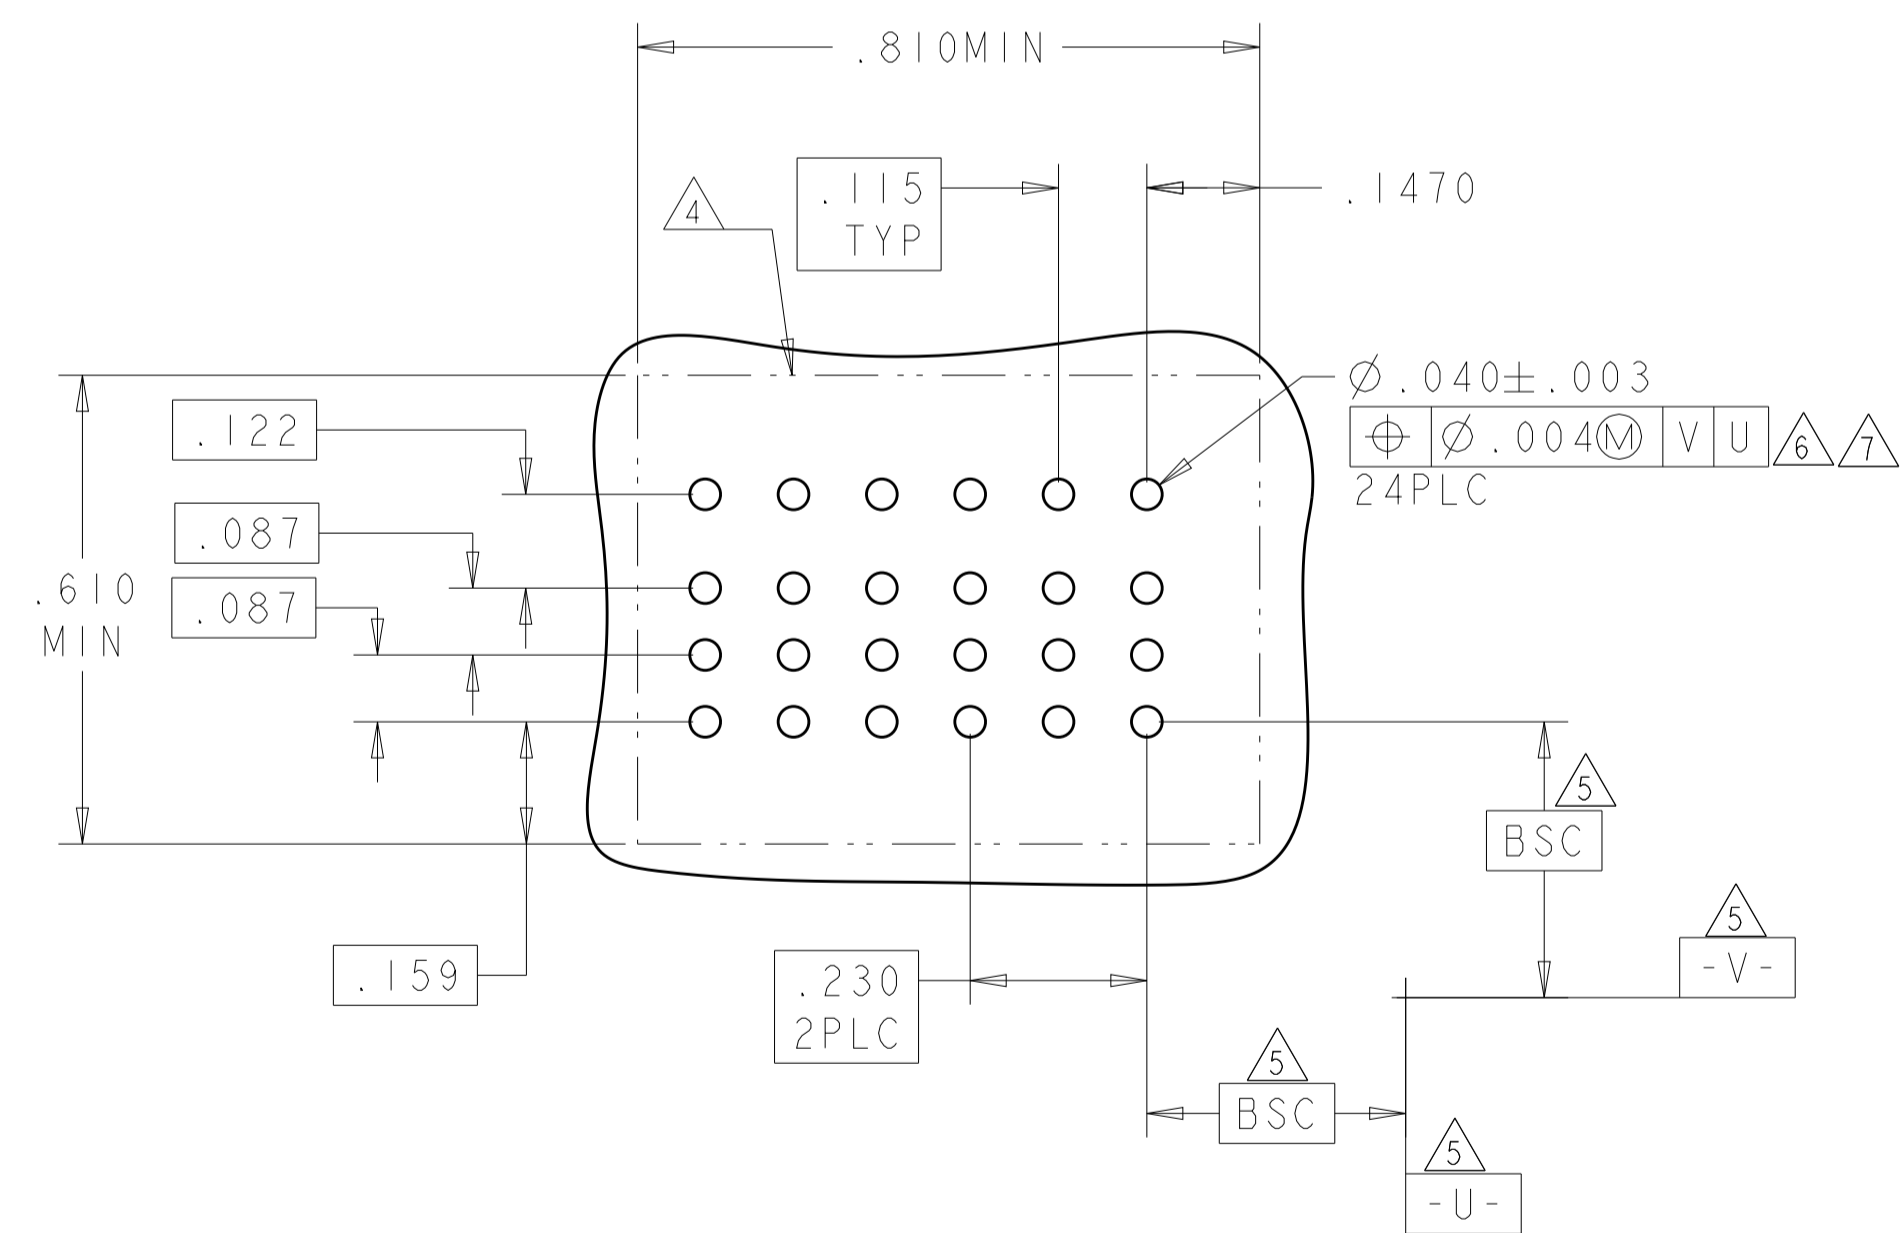 .810MIN
.115
TYP
.1470
4
.122
Ø.040±.003
⌖ Ø.004Ⓜ V U 6 7
24PLC
.087
.087
.610
MIN
5
BSC
5
-V-
.159
.230
2PLC
5
BSC
5
-U-